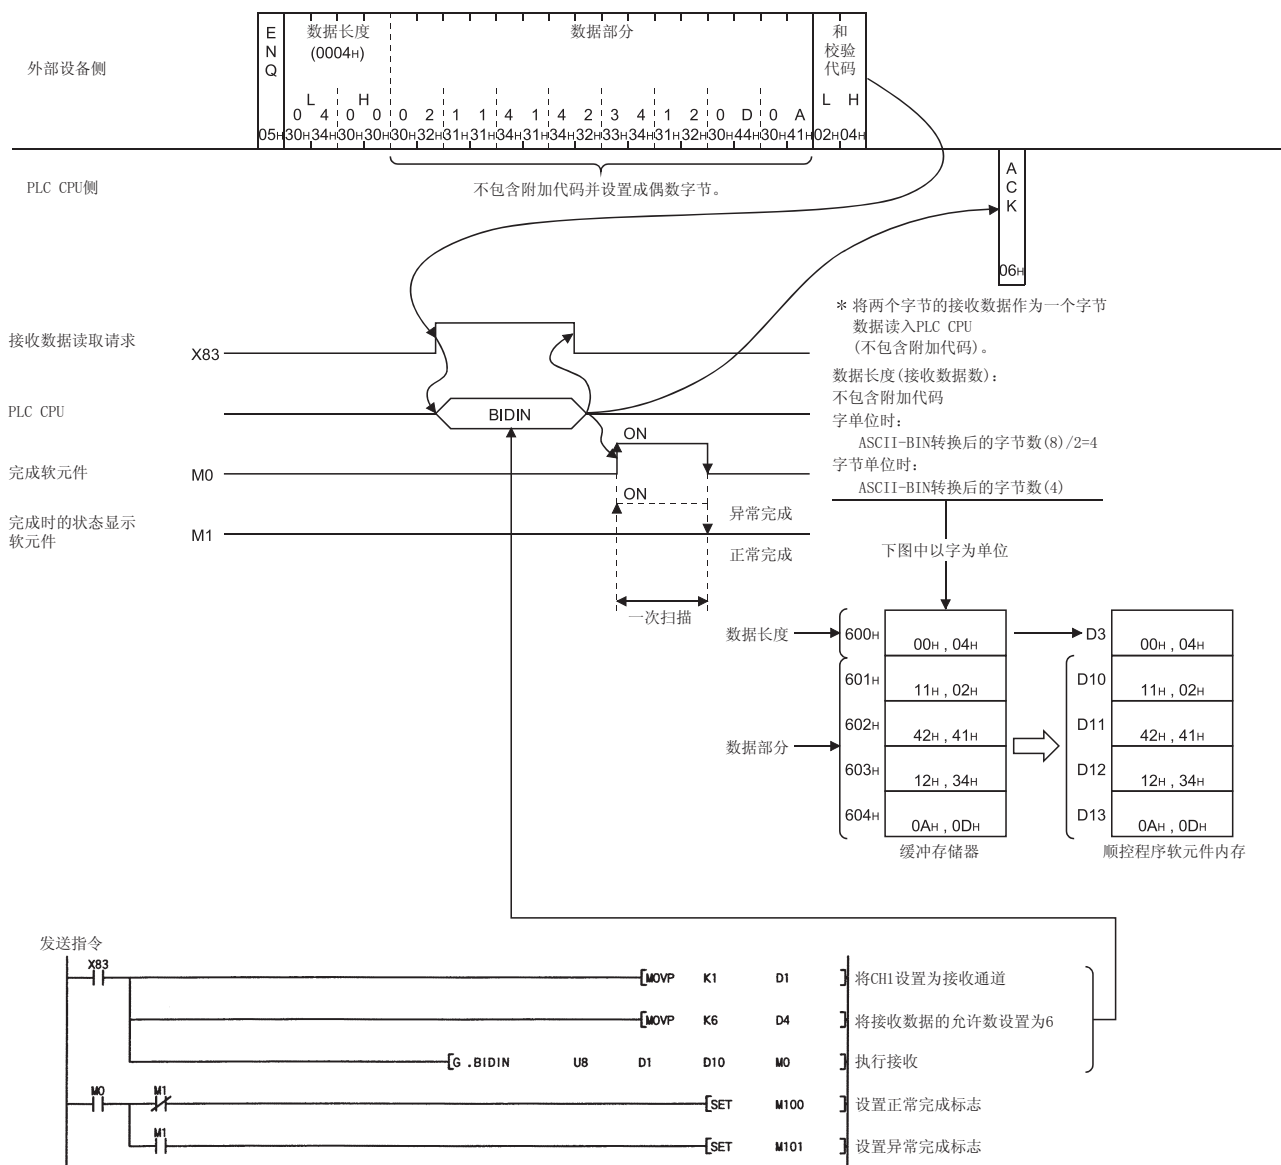 外部设备侧
E N Q
数据长度
(0004H)
数据部分
和
校验
代码
L H
L H
0 4 0 0 0 2 1 1 4 1 4 2 3 4 1 2 0 D 0 A
05H 30H 34H 30H 30H 30H 32H 31H 31H 34H 31H 34H 32H 33H 34H 31H 32H 30H 44H 30H 41H 02H 04H
PLC CPU侧
不包含附加代码并设置成偶数字节。
A C K
06H
＊ 将两个字节的接收数据作为一个字节
数据读入PLC CPU
(不包含附加代码)。
接收数据读取请求
X83
数据长度(接收数据数)：
不包含附加代码
字单位时：
ASCII-BIN转换后的字节数(8)/2=4
字节单位时：
ASCII-BIN转换后的字节数(4)
PLC CPU
BIDIN
ON
完成软元件
M0
ON
异常完成
完成时的状态显示
软元件
M1
正常完成
下图中以字为单位
一次扫描
数据长度
600H
00H , 04H
D3
00H , 04H
601H
11H , 02H
D10
11H , 02H
602H
42H , 41H
D11
42H , 41H
数据部分
603H
12H , 34H
D12
12H , 34H
604H
0AH , 0DH
D13
0AH , 0DH
缓冲存储器
顺控程序软元件内存
发送指令
X83
MOVP K1 D1
将CH1设置为接收通道
MOVP K6 D4
将接收数据的允许数设置为6
G .BIDIN U8 D1 D10 M0
执行接收
M0 M1
SET M100
设置正常完成标志
M1
SET M101
设置异常完成标志